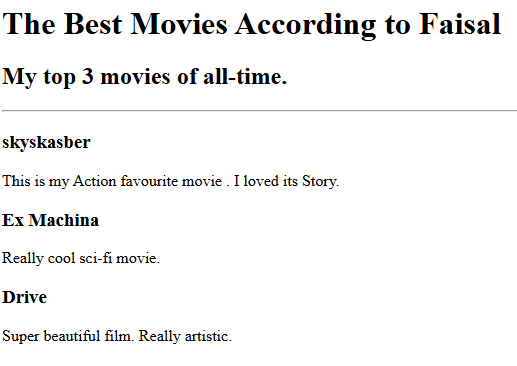 The Best Movies According to Faisal
My top 3 movies of all-time.
skyskasber
This is my Action favourite movie . I loved its Story.
Ex Machina
Really cool sci-fi movie.
Drive
Super beautiful film. Really artistic.